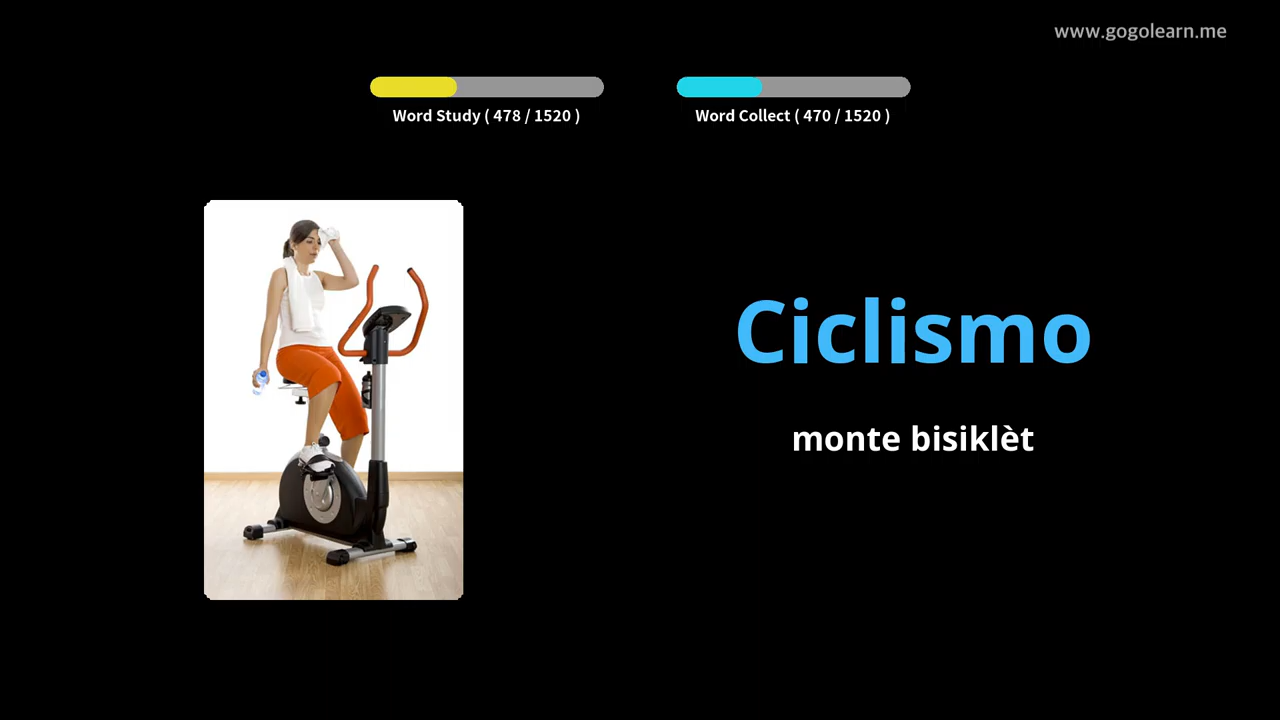 www.gogolearn.me
Word Study ( 478 / 1520 )
Word Collect ( 470 / 1520 )
Ciclismo
monte bisiklèt